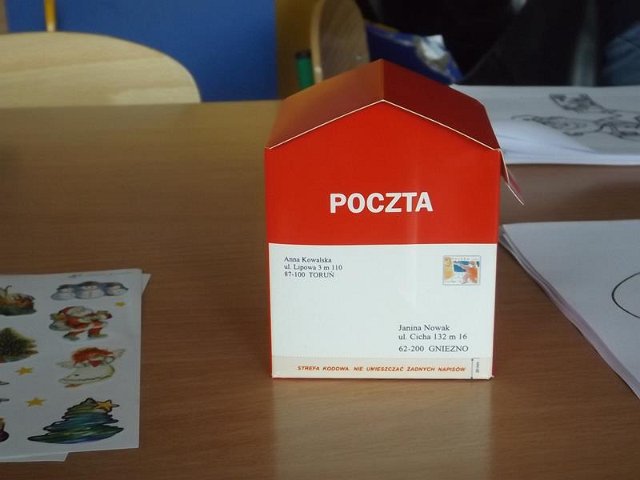 POCZTA
Anna Kowalska
ul. Lipowa 3 m 110
87-100 TORUŃ
Janina Nowak
ul. Cicha 132 m 16
62-200 GNIEZNO
STREFA KODOWA NIE UMIESZCZAĆ ŻADNYCH NAPISÓW